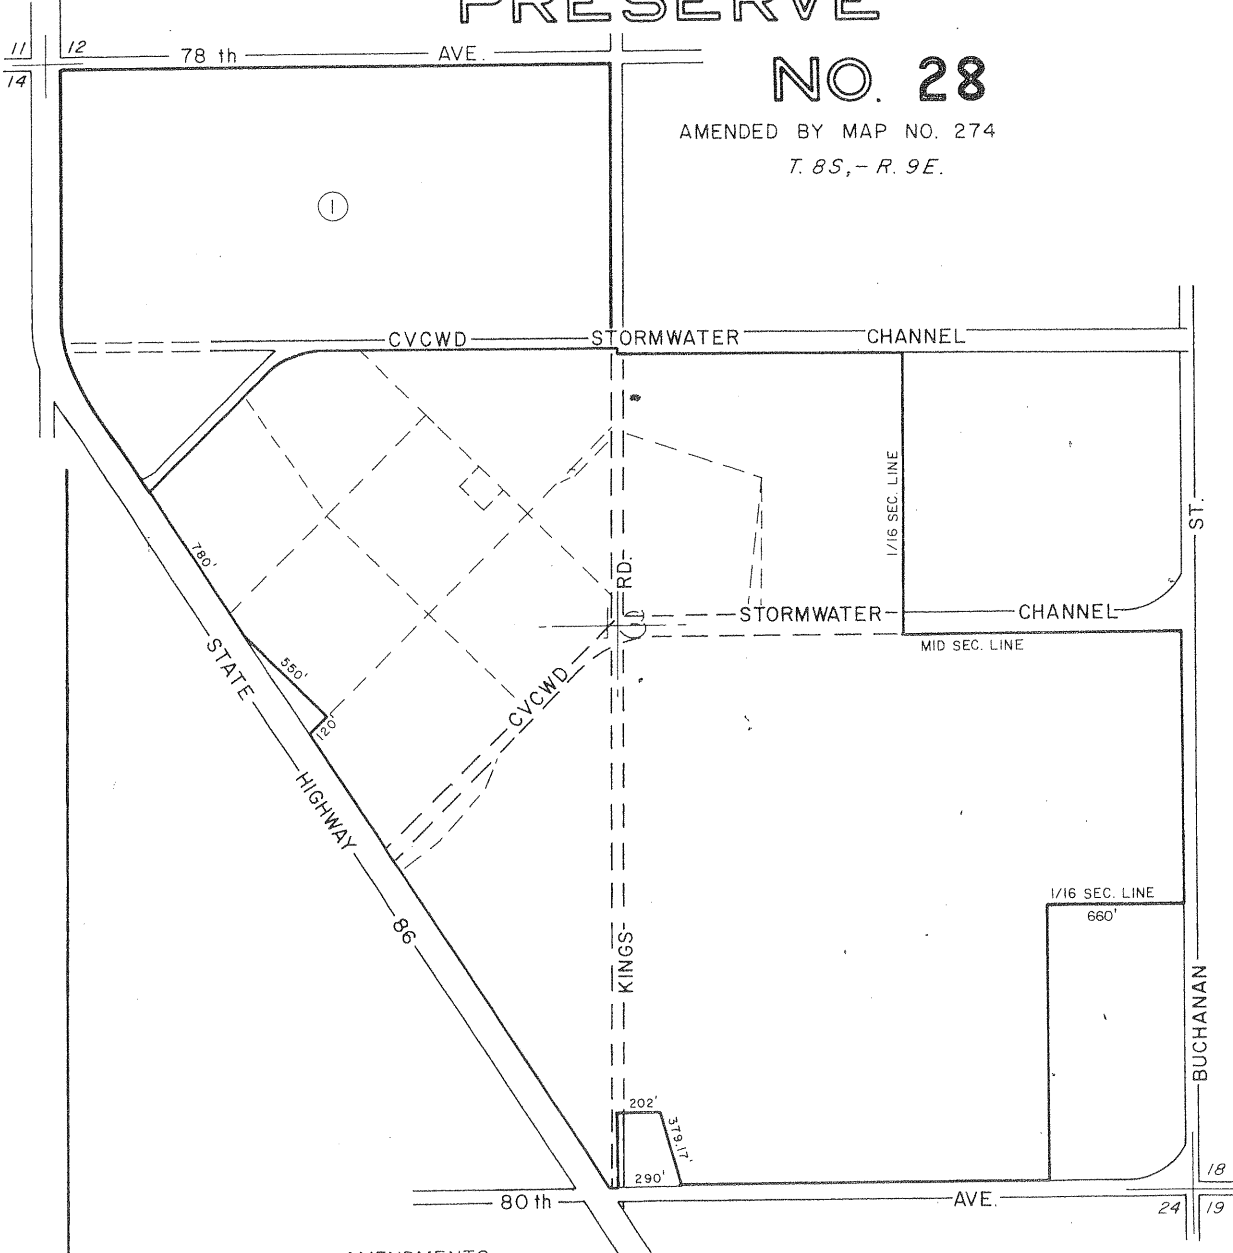 PRESERVE
NO. 28
AMENDED BY MAP NO. 274
T. 8S,- R. 9E.
11 12
14
78 th AVE.
1
CVCWD STORMWATER CHANNEL
1/16 SEC. LINE
ST.
780'
RD.
STORMWATER CHANNEL
MID SEC. LINE
550'
120'
STATE HIGHWAY 86
CVCWD
1/16 SEC. LINE
660'
KINGS
BUCHANAN
202'
379.17'
290'
80 th AVE.
18
24 19
AMENDMENTS